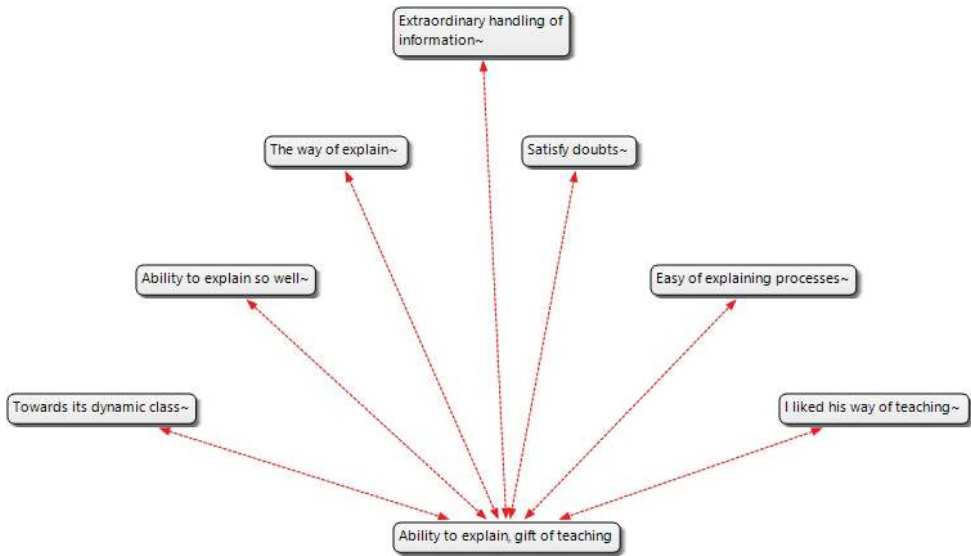 Extraordinary handling of
information~
The way of explain~
Satisfy doubts~
Ability to explain so well~
Easy of explaining processes~
Towards its dynamic class~
I liked his way of teaching~
Ability to explain, gift of teaching